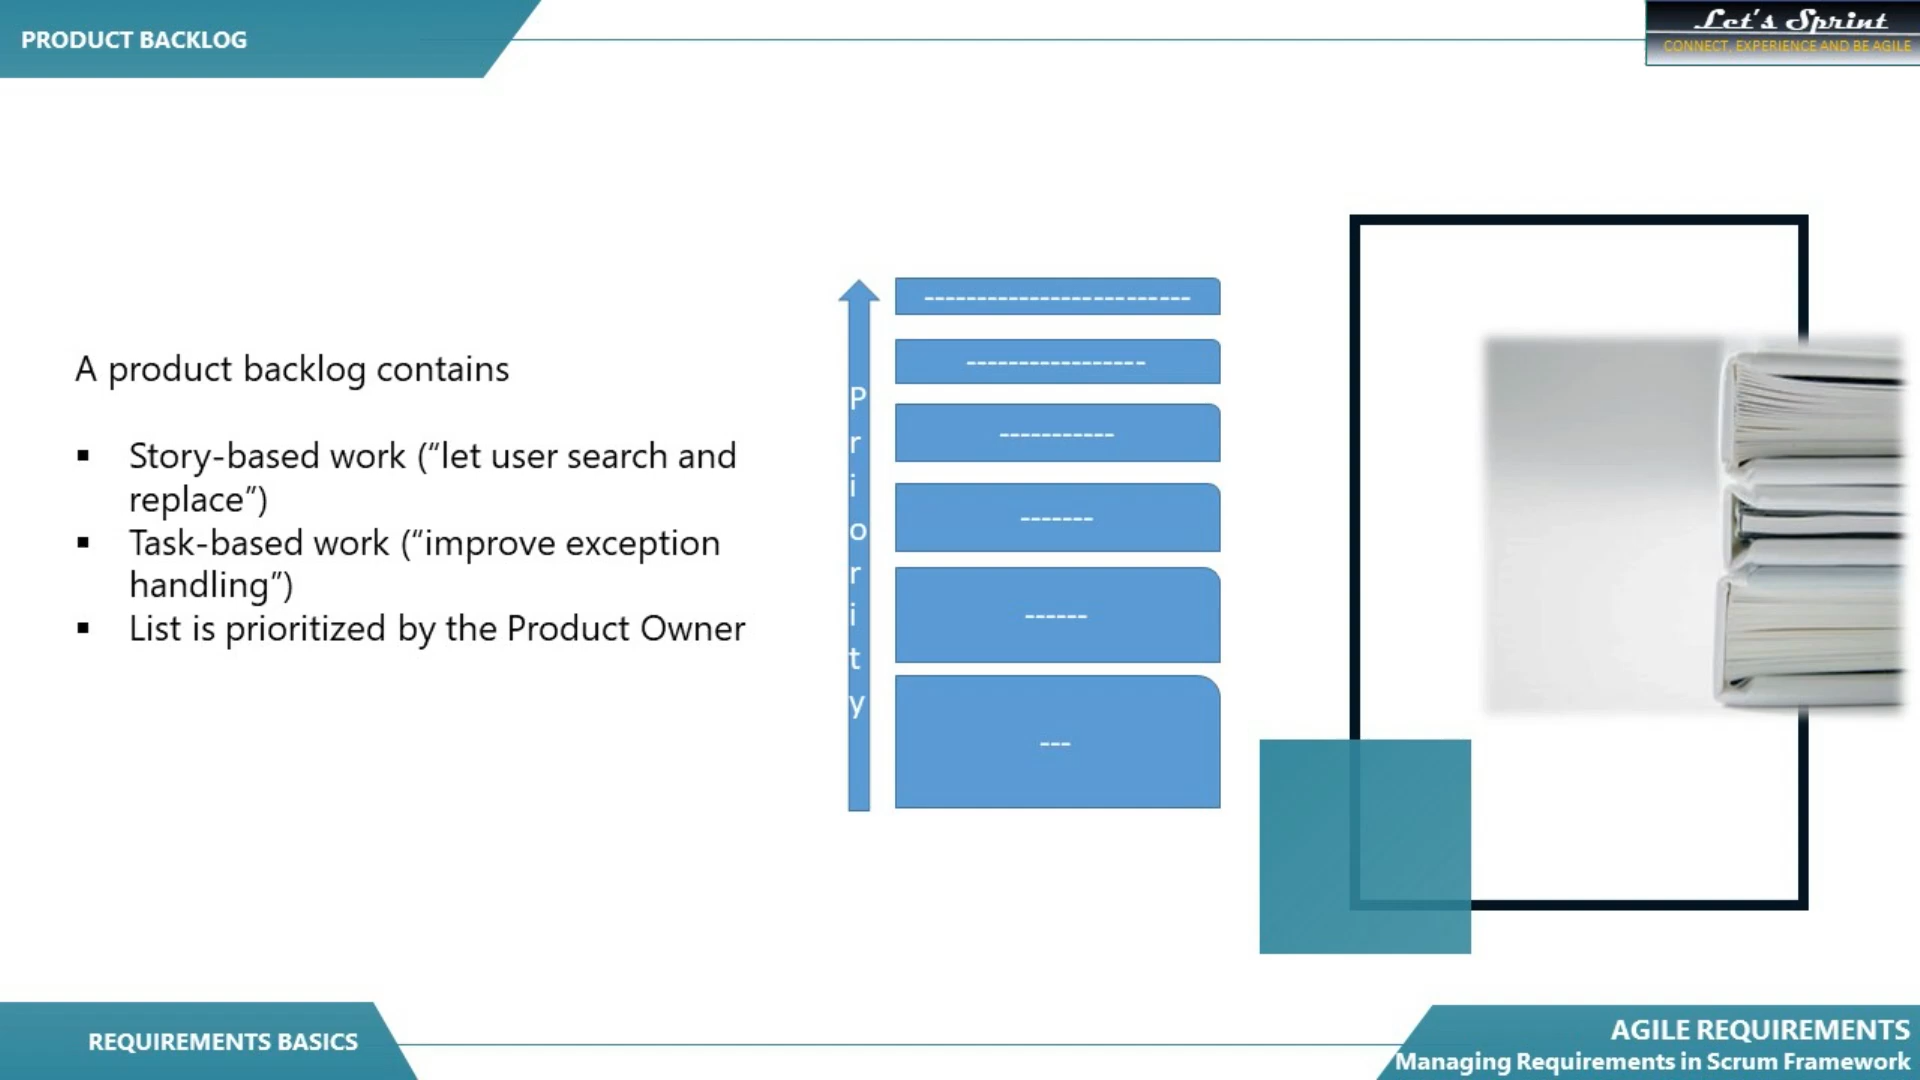 PRODUCT BACKLOG
Let's Sprint
CONNECT, EXPERIENCE AND BE AGILE
A product backlog contains
▪ Story-based work (“let user search and
replace”)
▪ Task-based work (“improve exception
handling”)
▪ List is prioritized by the Product Owner
Priority
--------------------------
-----------------
-----------
-------
------
---
REQUIREMENTS BASICS
AGILE REQUIREMENTS
Managing Requirements in Scrum Framework